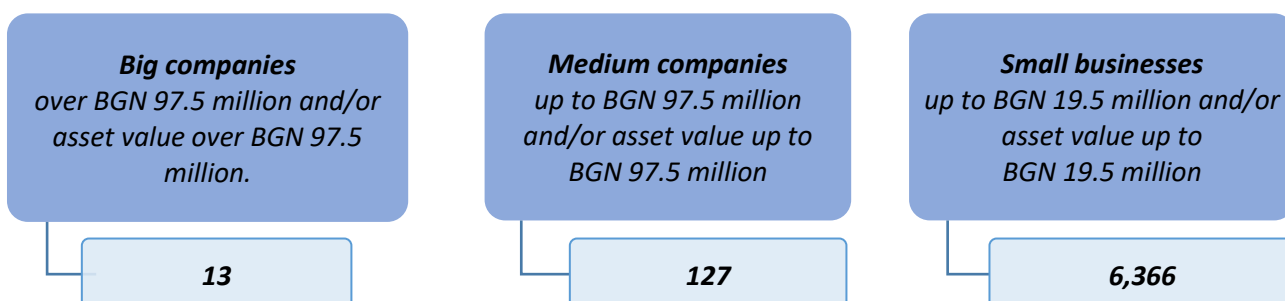 Big companies
over BGN 97.5 million and/or
asset value over BGN 97.5
million.
13
Medium companies
up to BGN 97.5 million
and/or asset value up to
BGN 97.5 million
127
Small businesses
up to BGN 19.5 million and/or
asset value up to
BGN 19.5 million
6,366